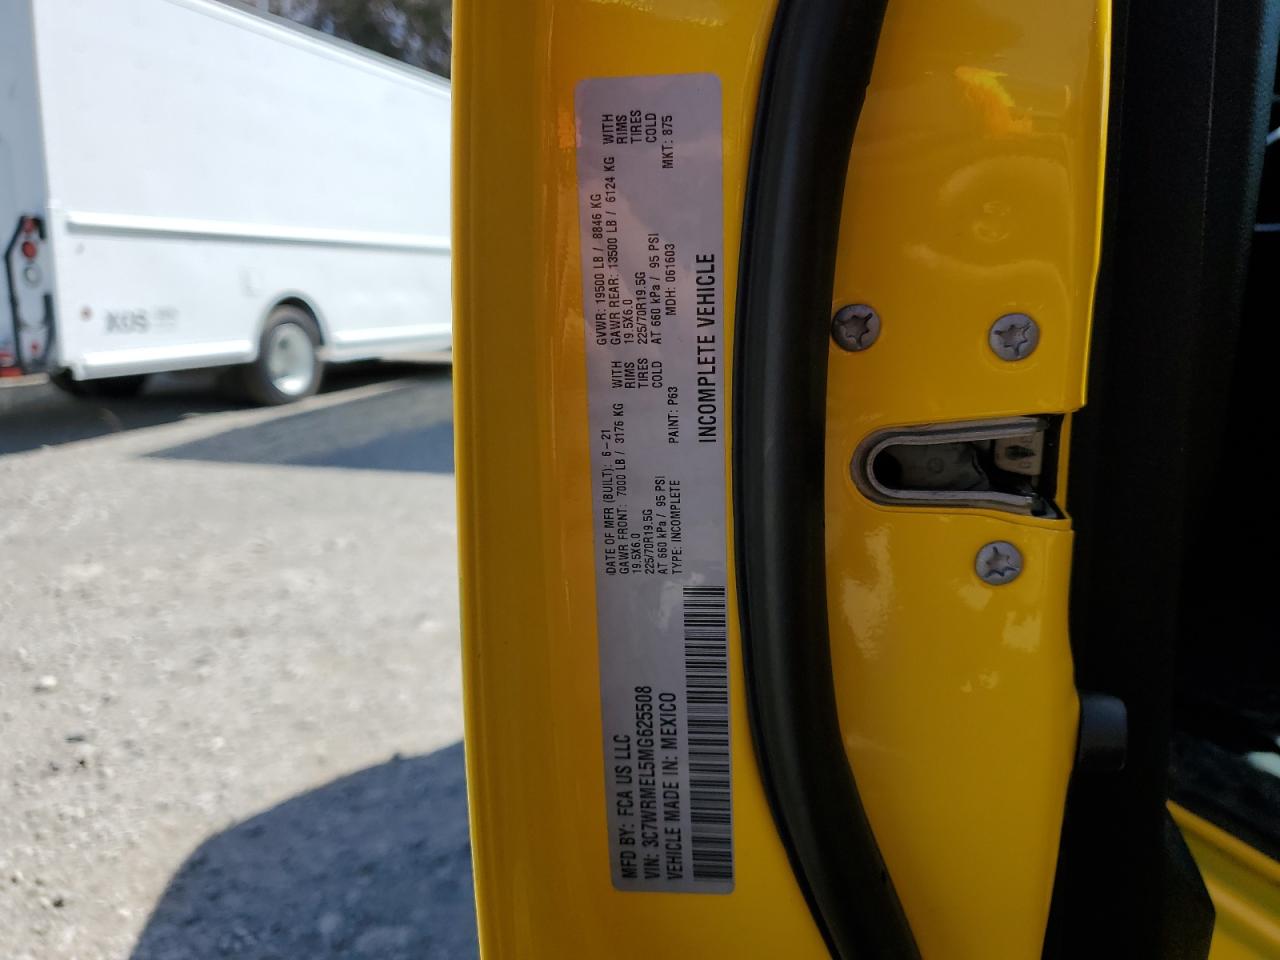 MFD BY: FCA US LLC
VIN: 3C7WRMEL5MG625508
VEHICLE MADE IN: MEXICO
DATE OF MFR (BUILT): 6-21
GVWR: 19500 LB / 8846 KG
GAWR FRONT: 7000 LB / 3176 KG WITH
19.5X6.0 RIMS
225/70R19.5G TIRES
AT 660 kPa / 95 PSI COLD
GAWR REAR: 13500 LB / 6124 KG WITH
19.5X6.0 RIMS
225/70R19.5G TIRES
AT 660 kPa / 95 PSI COLD
TYPE: INCOMPLETE PAINT: P63 MDH: 061603 MKT: 875
INCOMPLETE VEHICLE